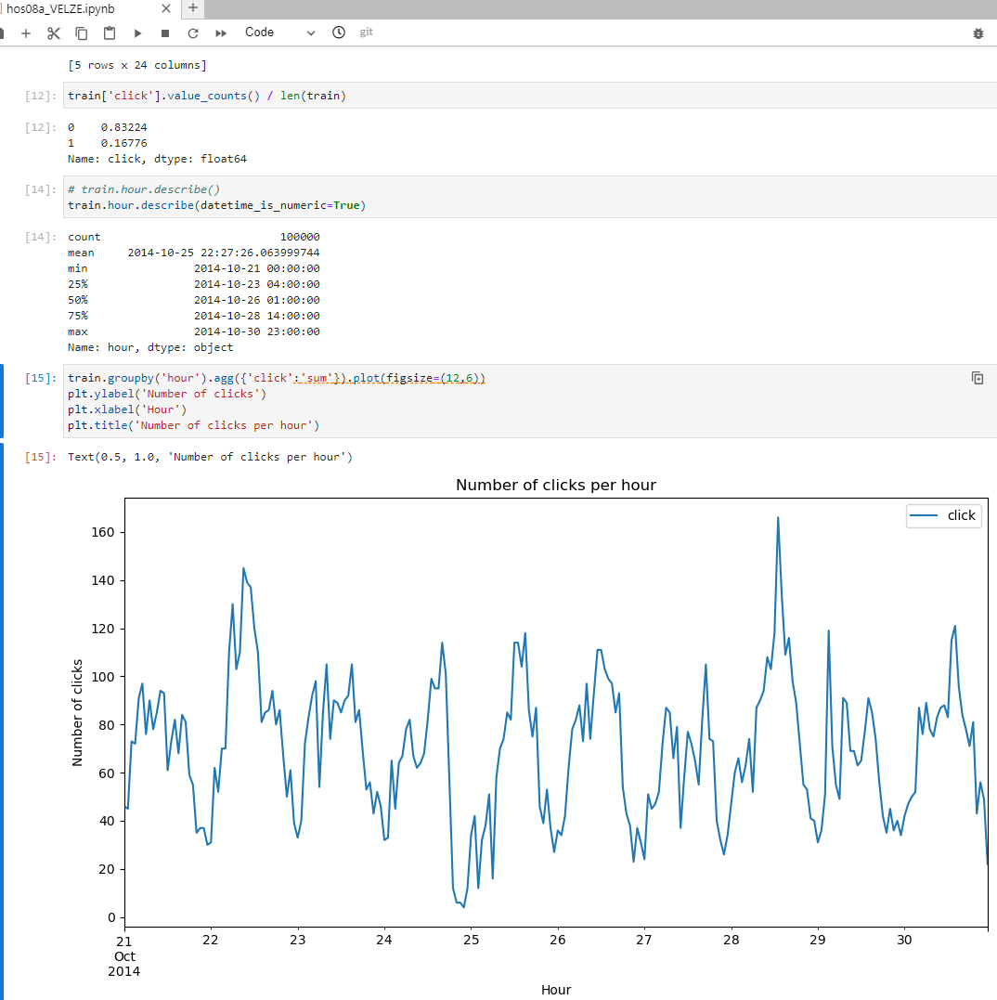 hos08a_VELZE.ipynb
Code
git
[5 rows x 24 columns]
[12]: train['click'].value_counts() / len(train)
[12]: 0    0.83224
1    0.16776
Name: click, dtype: float64
[14]: # train.hour.describe()
train.hour.describe(datetime_is_numeric=True)
[14]: count                           100000
mean     2014-10-25 22:27:26.063999744
min                2014-10-21 00:00:00
25%                2014-10-23 04:00:00
50%                2014-10-26 01:00:00
75%                2014-10-28 14:00:00
max                2014-10-30 23:00:00
Name: hour, dtype: object
[15]: train.groupby('hour').agg({'click':'sum'}).plot(figsize=(12,6))
plt.ylabel('Number of clicks')
plt.xlabel('Hour')
plt.title('Number of clicks per hour')
[15]: Text(0.5, 1.0, 'Number of clicks per hour')
Number of clicks per hour
click
160
140
120
100
80
60
40
20
0
Number of clicks
21 22 23 24 25 26 27 28 29 30
Oct
2014
Hour